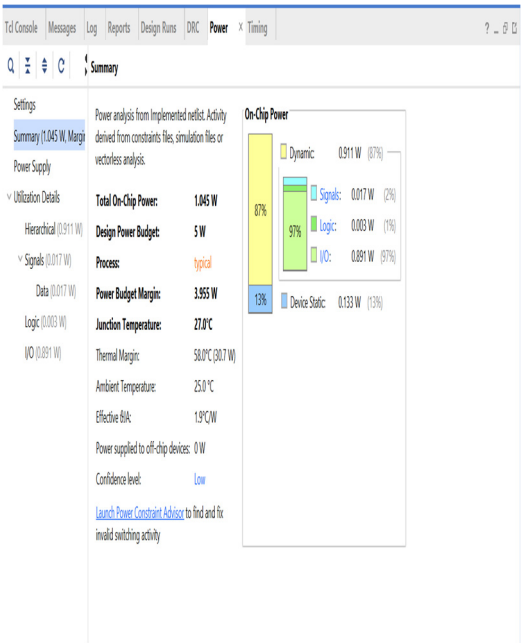 Tcl Console Messages Log Reports Design Runs DRC Power × Timing ? _
Summary
Settings
Summary (1.045 W, Margin
Power Supply
Utilization Details
Hierarchical (0.911 W)
Signals (0.017 W)
Data (0.017 W)
Logic (0.003 W)
I/O (0.891 W)
Power analysis from Implemented netlist. Activity
derived from constraints files, simulation files or
vectorless analysis.
Total On-Chip Power: 1.045 W
Design Power Budget: 5 W
Process: typical
Power Budget Margin: 3.955 W
Junction Temperature: 27.0°C
Thermal Margin: 58.0°C (30.7 W)
Ambient Temperature: 25.0 °C
Effective ϑJA: 1.9°C/W
Power supplied to off-chip devices: 0 W
Confidence level: Low
Launch Power Constraint Advisor to find and fix
invalid switching activity
On-Chip Power
87%
13%
Dynamic: 0.911 W (87%)
97%
Signals: 0.017 W (2%)
Logic: 0.003 W (1%)
I/O: 0.891 W (97%)
Device Static: 0.133 W (13%)